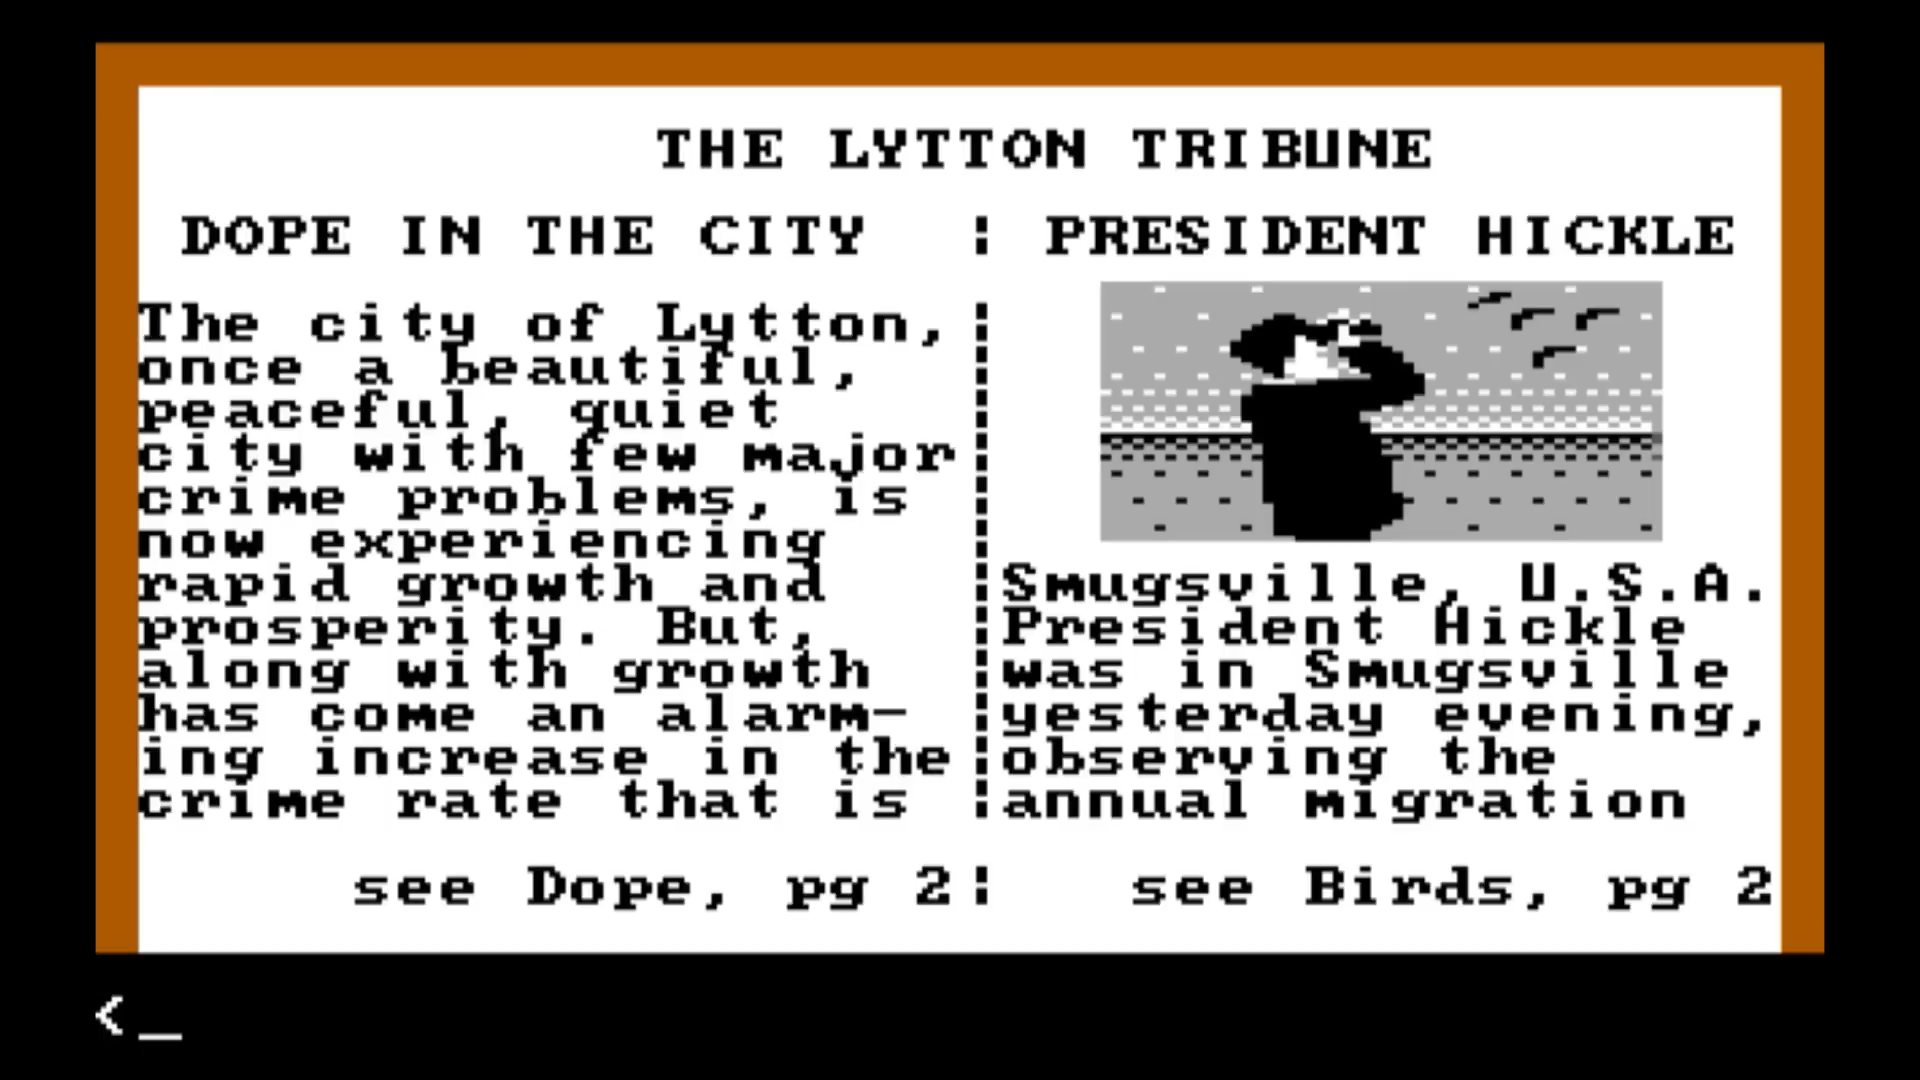 THE LYTTON TRIBUNE
DOPE IN THE CITY : PRESIDENT HICKLE
The city of Lytton,
once a beautiful,
peaceful, quiet
city with few major
crime problems, is
now experiencing
rapid growth and
prosperity. But,
along with growth
has come an alarm-
ing increase in the
crime rate that is
see Dope, pg 2
Smugsville, U.S.A.
President Hickle
was in Smugsville
yesterday evening,
observing the
annual migration
see Birds, pg 2
<_